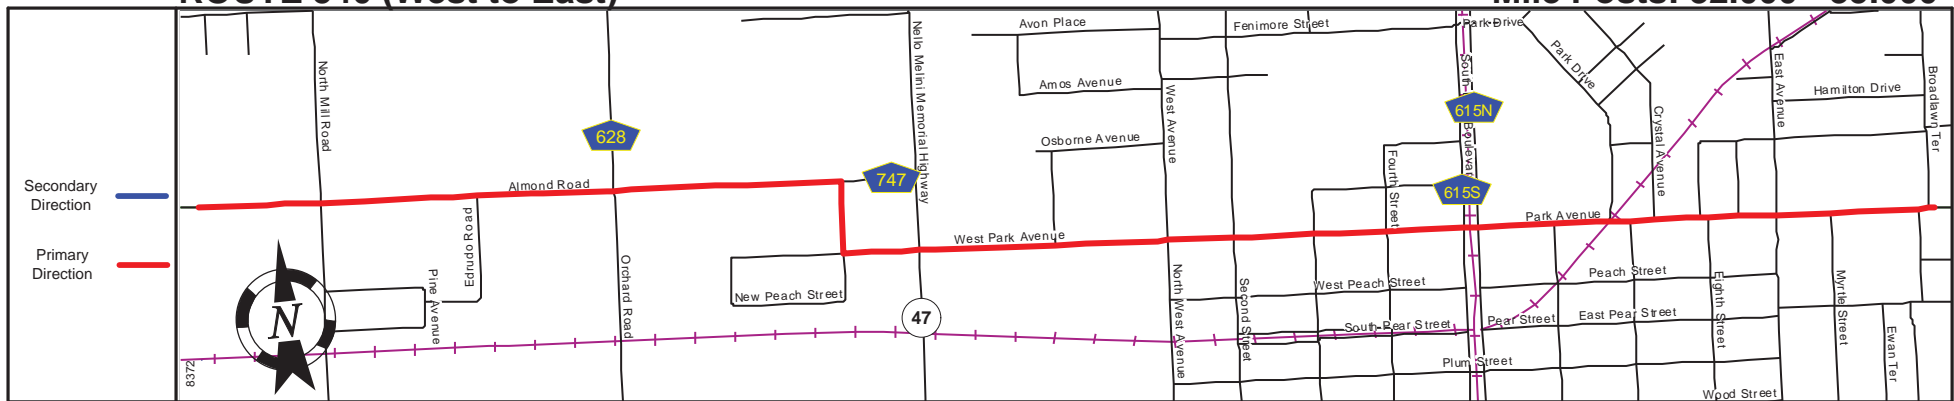 Secondary
Direction
Primary
Direction
N
8372
North Mill Road
Almond Road
Edrudo Road
Pine Avenue
628
Orchard Road
747
Nello Melini Memorial Highway
New Peach Street
47
West Park Avenue
Avon Place
Amos Avenue
Osborne Avenue
West Avenue
North West Avenue
Fenimore Street
Second Street
West Peach Street
South Pear Street
Fourth Street
615N
615S
Park Drive
Park Drive
Park Avenue
Crystal Avenue
Peach Street
Pear Street
East Pear Street
Plum Street
Eighth Street
Wood Street
East Avenue
Hamilton Drive
Broadlawn Ter
Myrtle Street
Ewan Ter